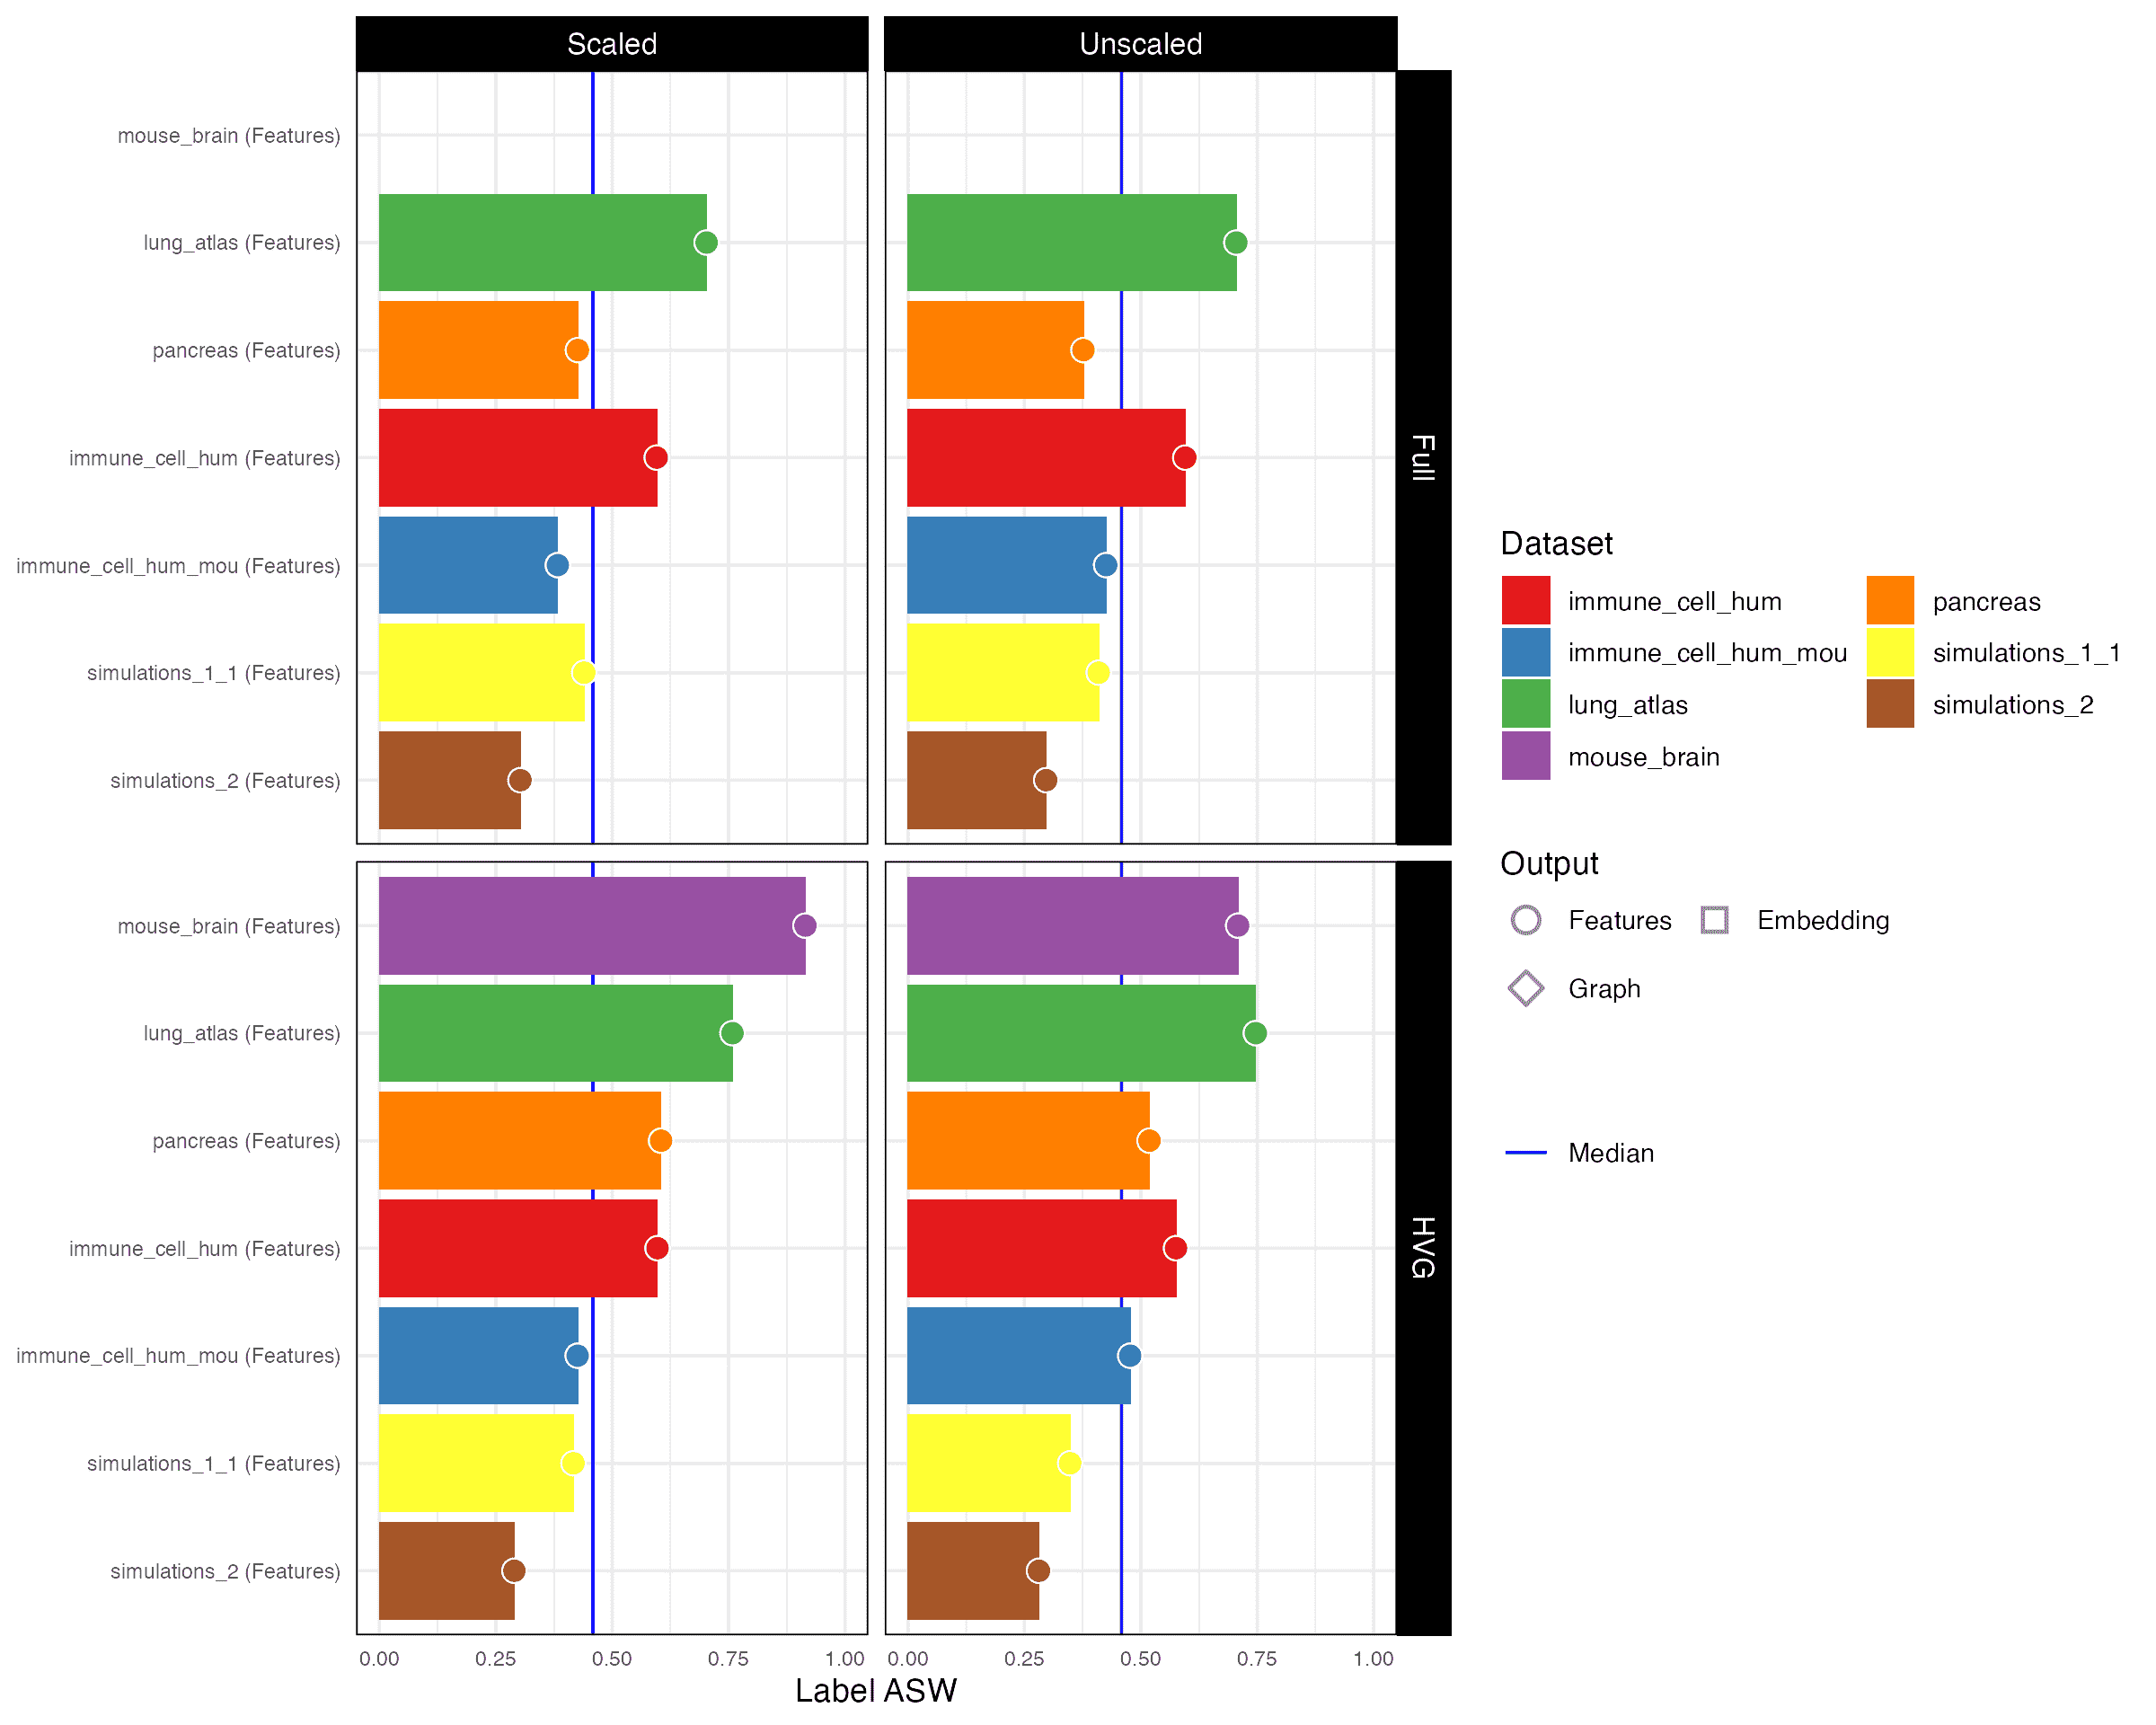 Scaled
Unscaled
mouse_brain (Features)
lung_atlas (Features)
pancreas (Features)
immune_cell_hum (Features)
immune_cell_hum_mou (Features)
simulations_1_1 (Features)
simulations_2 (Features)
Full
mouse_brain (Features)
lung_atlas (Features)
pancreas (Features)
immune_cell_hum (Features)
immune_cell_hum_mou (Features)
simulations_1_1 (Features)
simulations_2 (Features)
HVG
0.00 0.25 0.50 0.75 1.00 0.00 0.25 0.50 0.75 1.00
Label ASW
Dataset
immune_cell_hum pancreas
immune_cell_hum_mou simulations_1_1
lung_atlas simulations_2
mouse_brain
Output
Features Embedding
Graph
Median